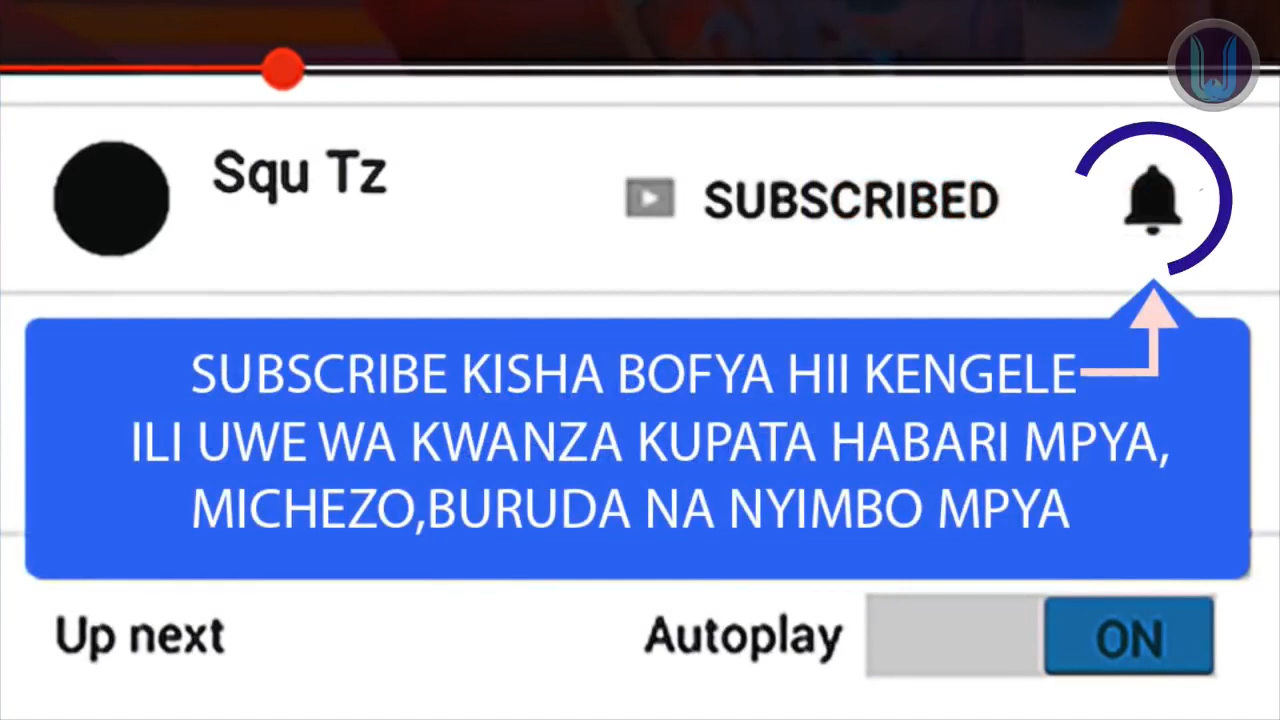 Squ Tz
SUBSCRIBED
SUBSCRIBE KISHA BOFYA HII KENGELE
ILI UWE WA KWANZA KUPATA HABARI MPYA,
MICHEZO,BURUDA NA NYIMBO MPYA
Up next
Autoplay
ON